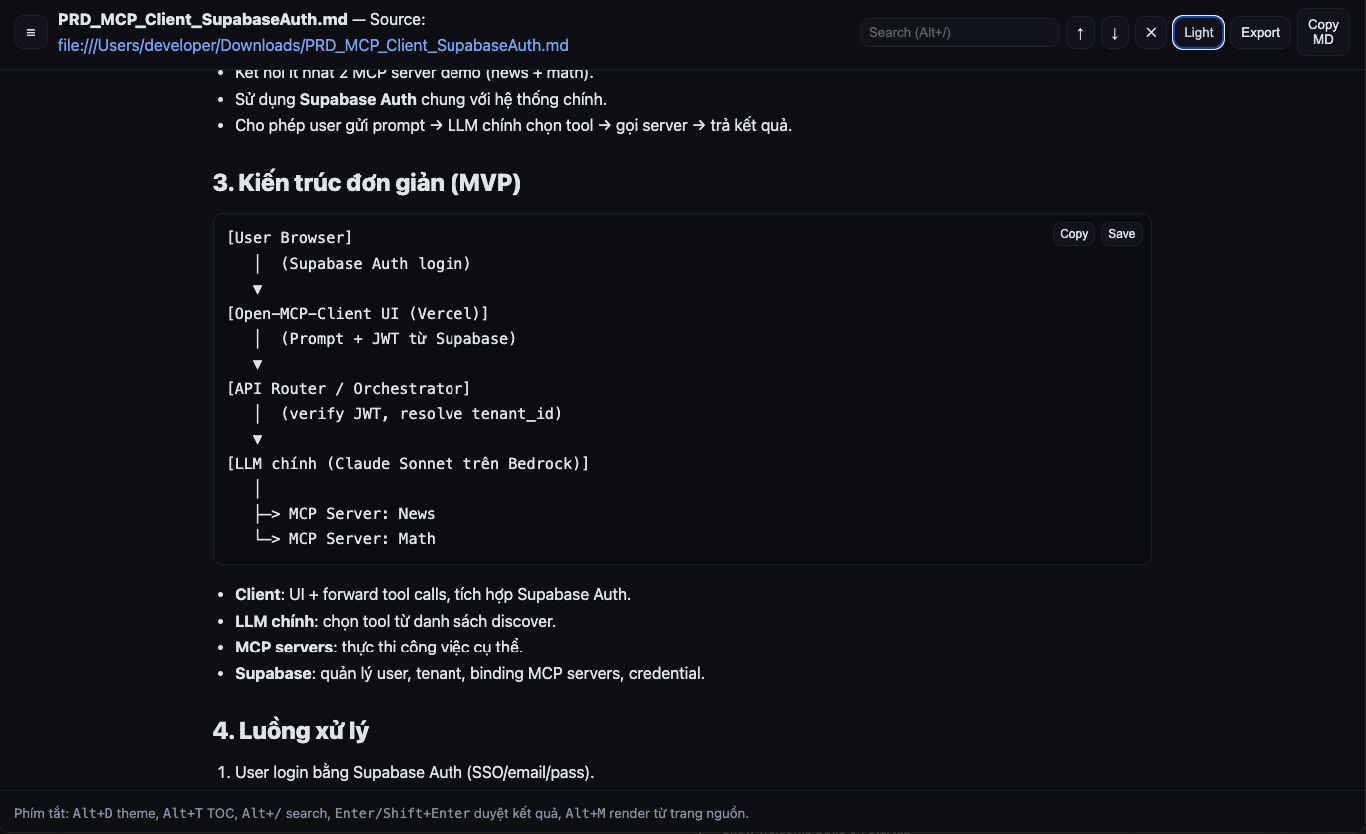 ≡
PRD_MCP_Client_SupabaseAuth.md — Source:
file:///Users/developer/Downloads/PRD_MCP_Client_SupabaseAuth.md
Search (Alt+/)
↑
↓
✕
Light
Export
Copy
MD
• Kết nối ít nhất 2 MCP server demo (news + math).
• Sử dụng Supabase Auth chung với hệ thống chính.
• Cho phép user gửi prompt → LLM chính chọn tool → gọi server → trả kết quả.
3. Kiến trúc đơn giản (MVP)
Copy
Save
[User Browser]
│ (Supabase Auth login)
▼
[Open-MCP-Client UI (Vercel)]
│ (Prompt + JWT từ Supabase)
▼
[API Router / Orchestrator]
│ (verify JWT, resolve tenant_id)
▼
[LLM chính (Claude Sonnet trên Bedrock)]
│
├─> MCP Server: News
└─> MCP Server: Math
• Client: UI + forward tool calls, tích hợp Supabase Auth.
• LLM chính: chọn tool từ danh sách discover.
• MCP servers: thực thi công việc cụ thể.
• Supabase: quản lý user, tenant, binding MCP servers, credential.
4. Luồng xử lý
1. User login bằng Supabase Auth (SSO/email/pass).
Phím tắt: Alt+D theme, Alt+T TOC, Alt+/ search, Enter/Shift+Enter duyệt kết quả, Alt+M render từ trang nguồn.